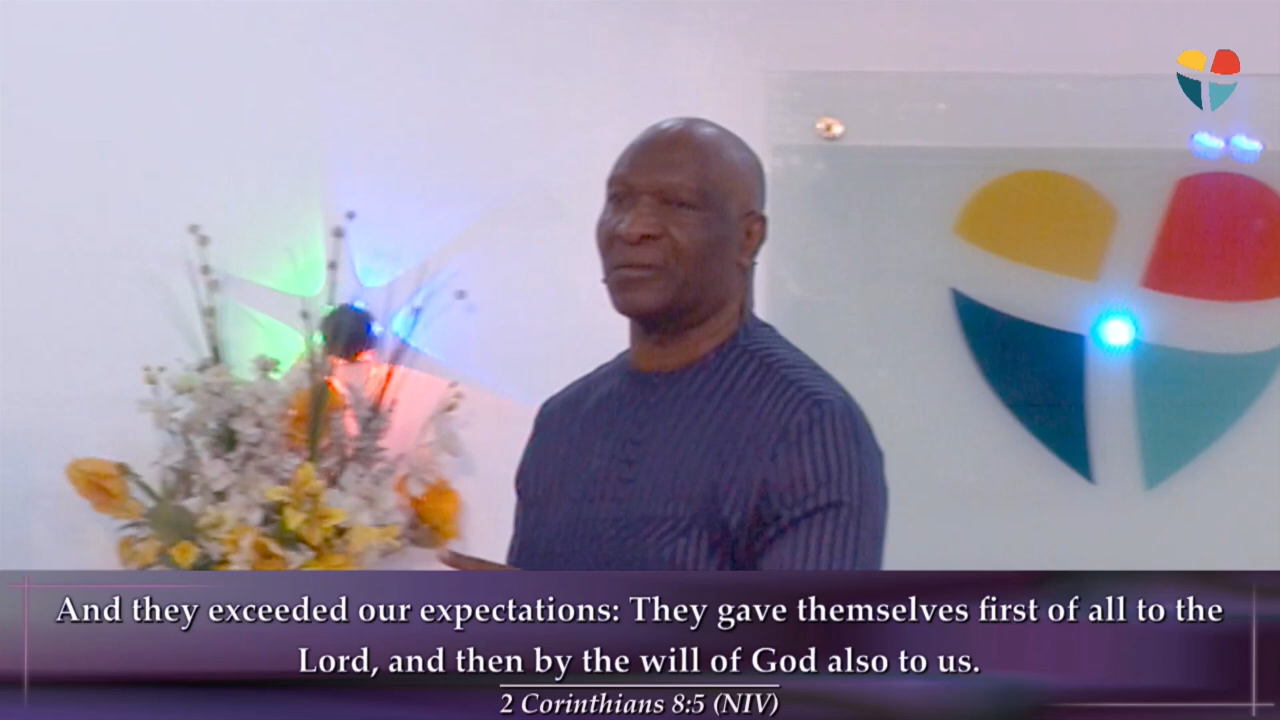 And they exceeded our expectations: They gave themselves first of all to the
Lord, and then by the will of God also to us.
2 Corinthians 8:5 (NIV)